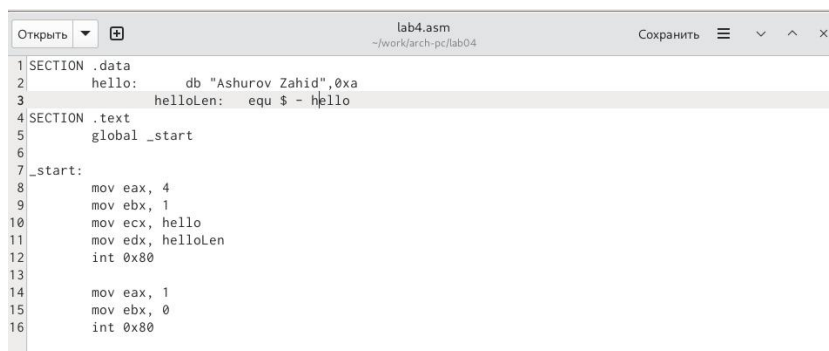 Открыть
lab4.asm
~/work/arch-pc/lab04
Сохранить
1 SECTION .data
2 hello: db "Ashurov Zahid",0xa
3 helloLen: equ $ - hello
4 SECTION .text
5 global _start
6
7 _start:
8 mov eax, 4
9 mov ebx, 1
10 mov ecx, hello
11 mov edx, helloLen
12 int 0x80
13
14 mov eax, 1
15 mov ebx, 0
16 int 0x80